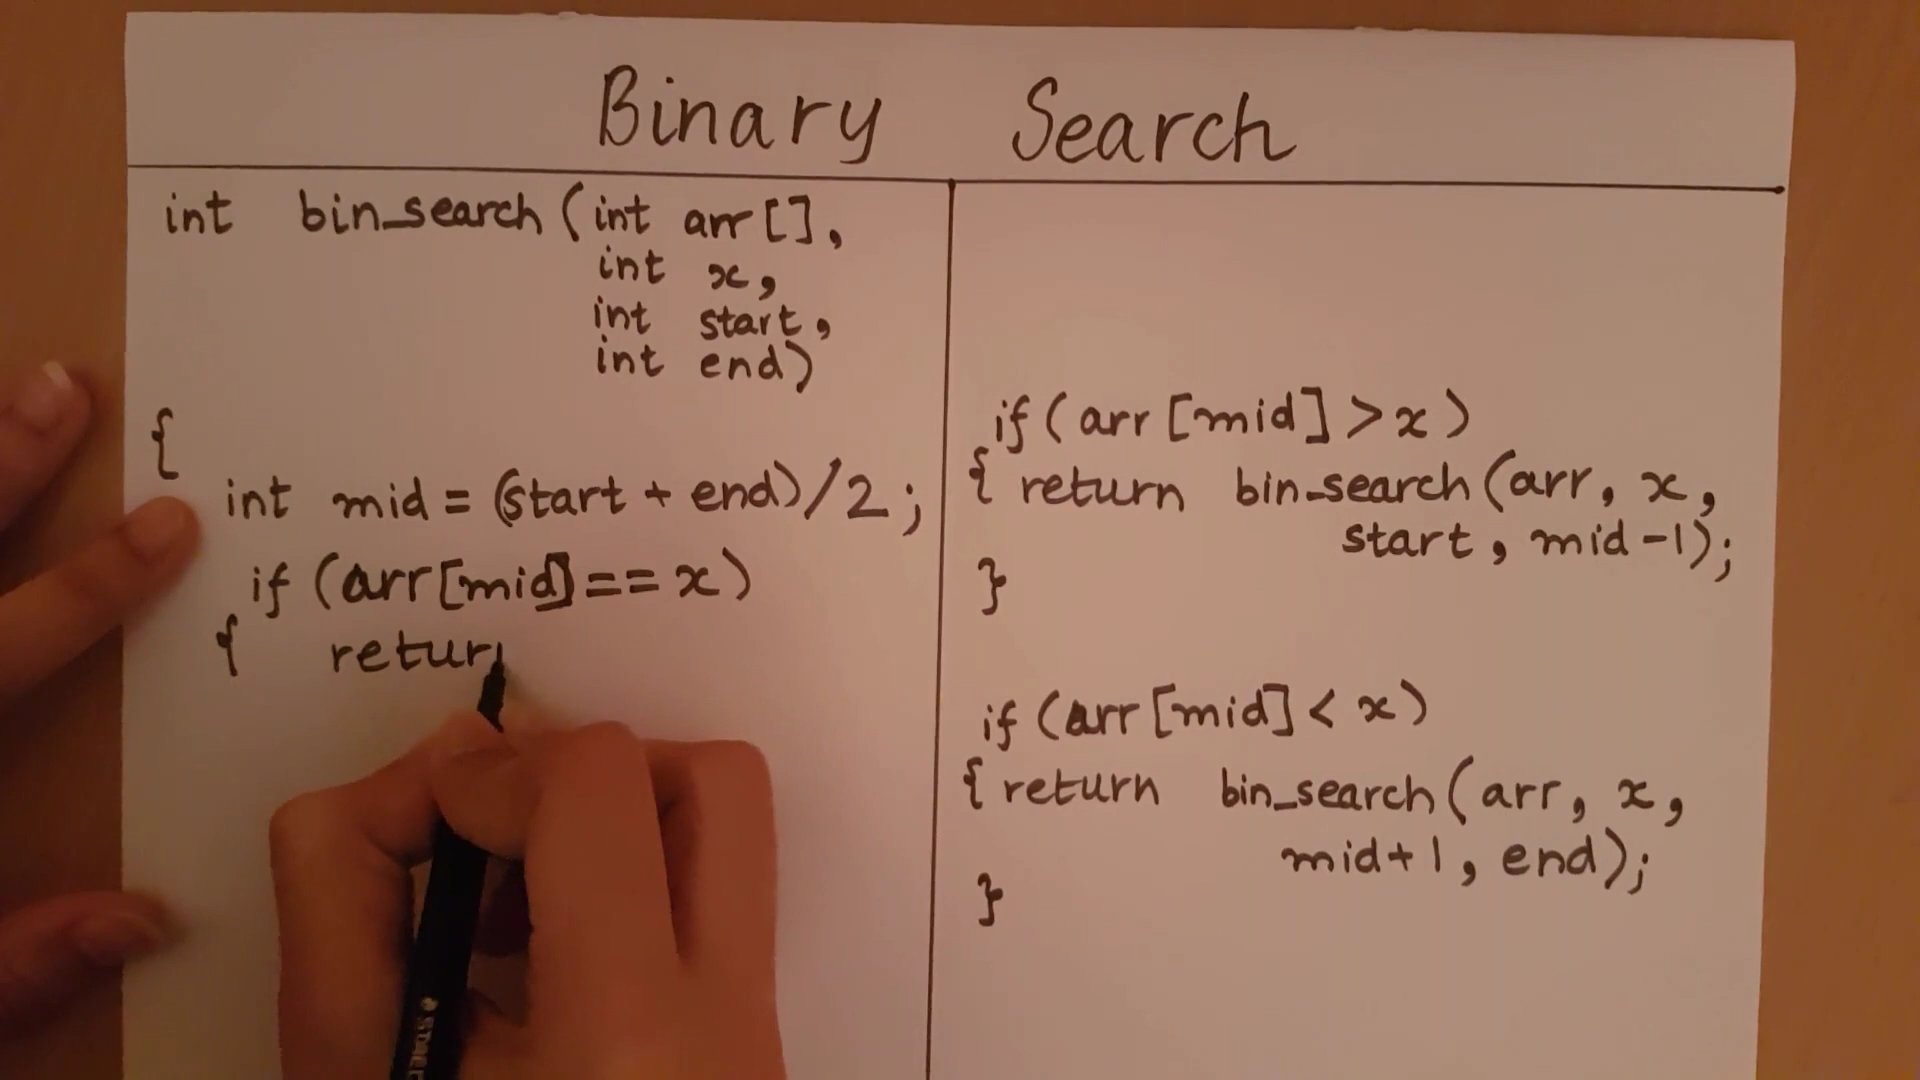 Binary Search
int bin_search (int arr [],
int x,
int start,
int end)
{
int mid = (start + end)/2;
if (arr[mid] == x)
{ retur
if (arr [mid] > x)
{ return bin_search (arr, x,
start, mid-1);
}
if (arr [mid] < x)
{ return bin_search (arr, x,
mid+1, end);
}